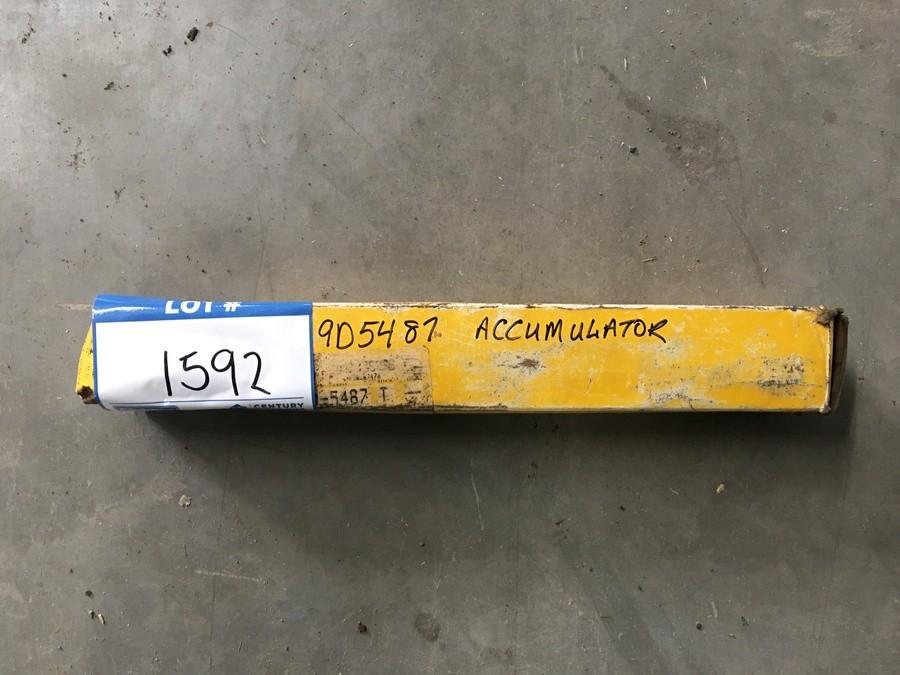 LOT #
1592
CENTURY
9D5487 ACCUMULATOR
-5487 T